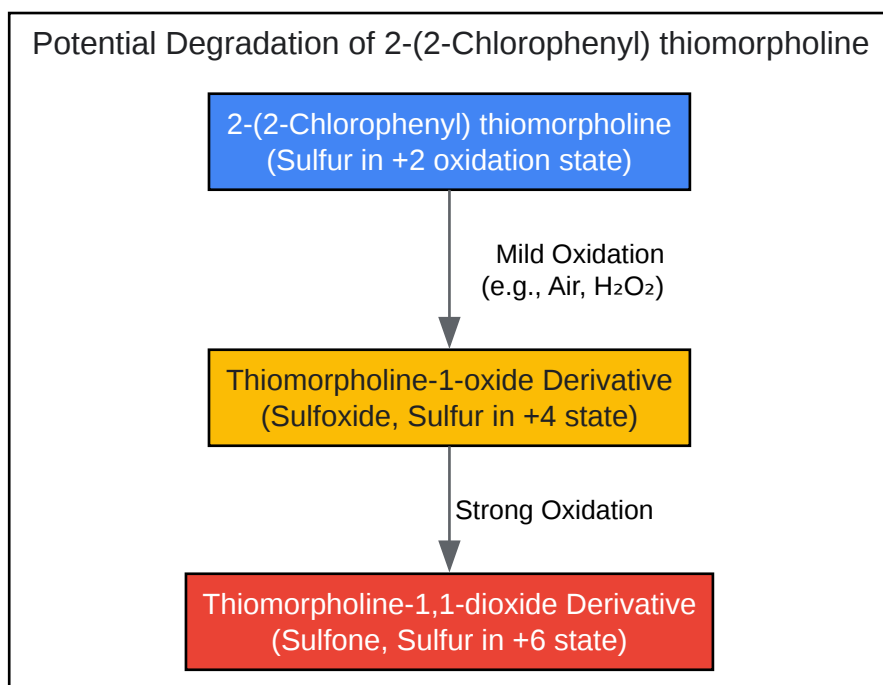 Potential Degradation of 2-(2-Chlorophenyl) thiomorpholine
2-(2-Chlorophenyl) thiomorpholine
(Sulfur in +2 oxidation state)
Mild Oxidation
(e.g., Air, H₂O₂)
Thiomorpholine-1-oxide Derivative
(Sulfoxide, Sulfur in +4 state)
Strong Oxidation
Thiomorpholine-1,1-dioxide Derivative
(Sulfone, Sulfur in +6 state)